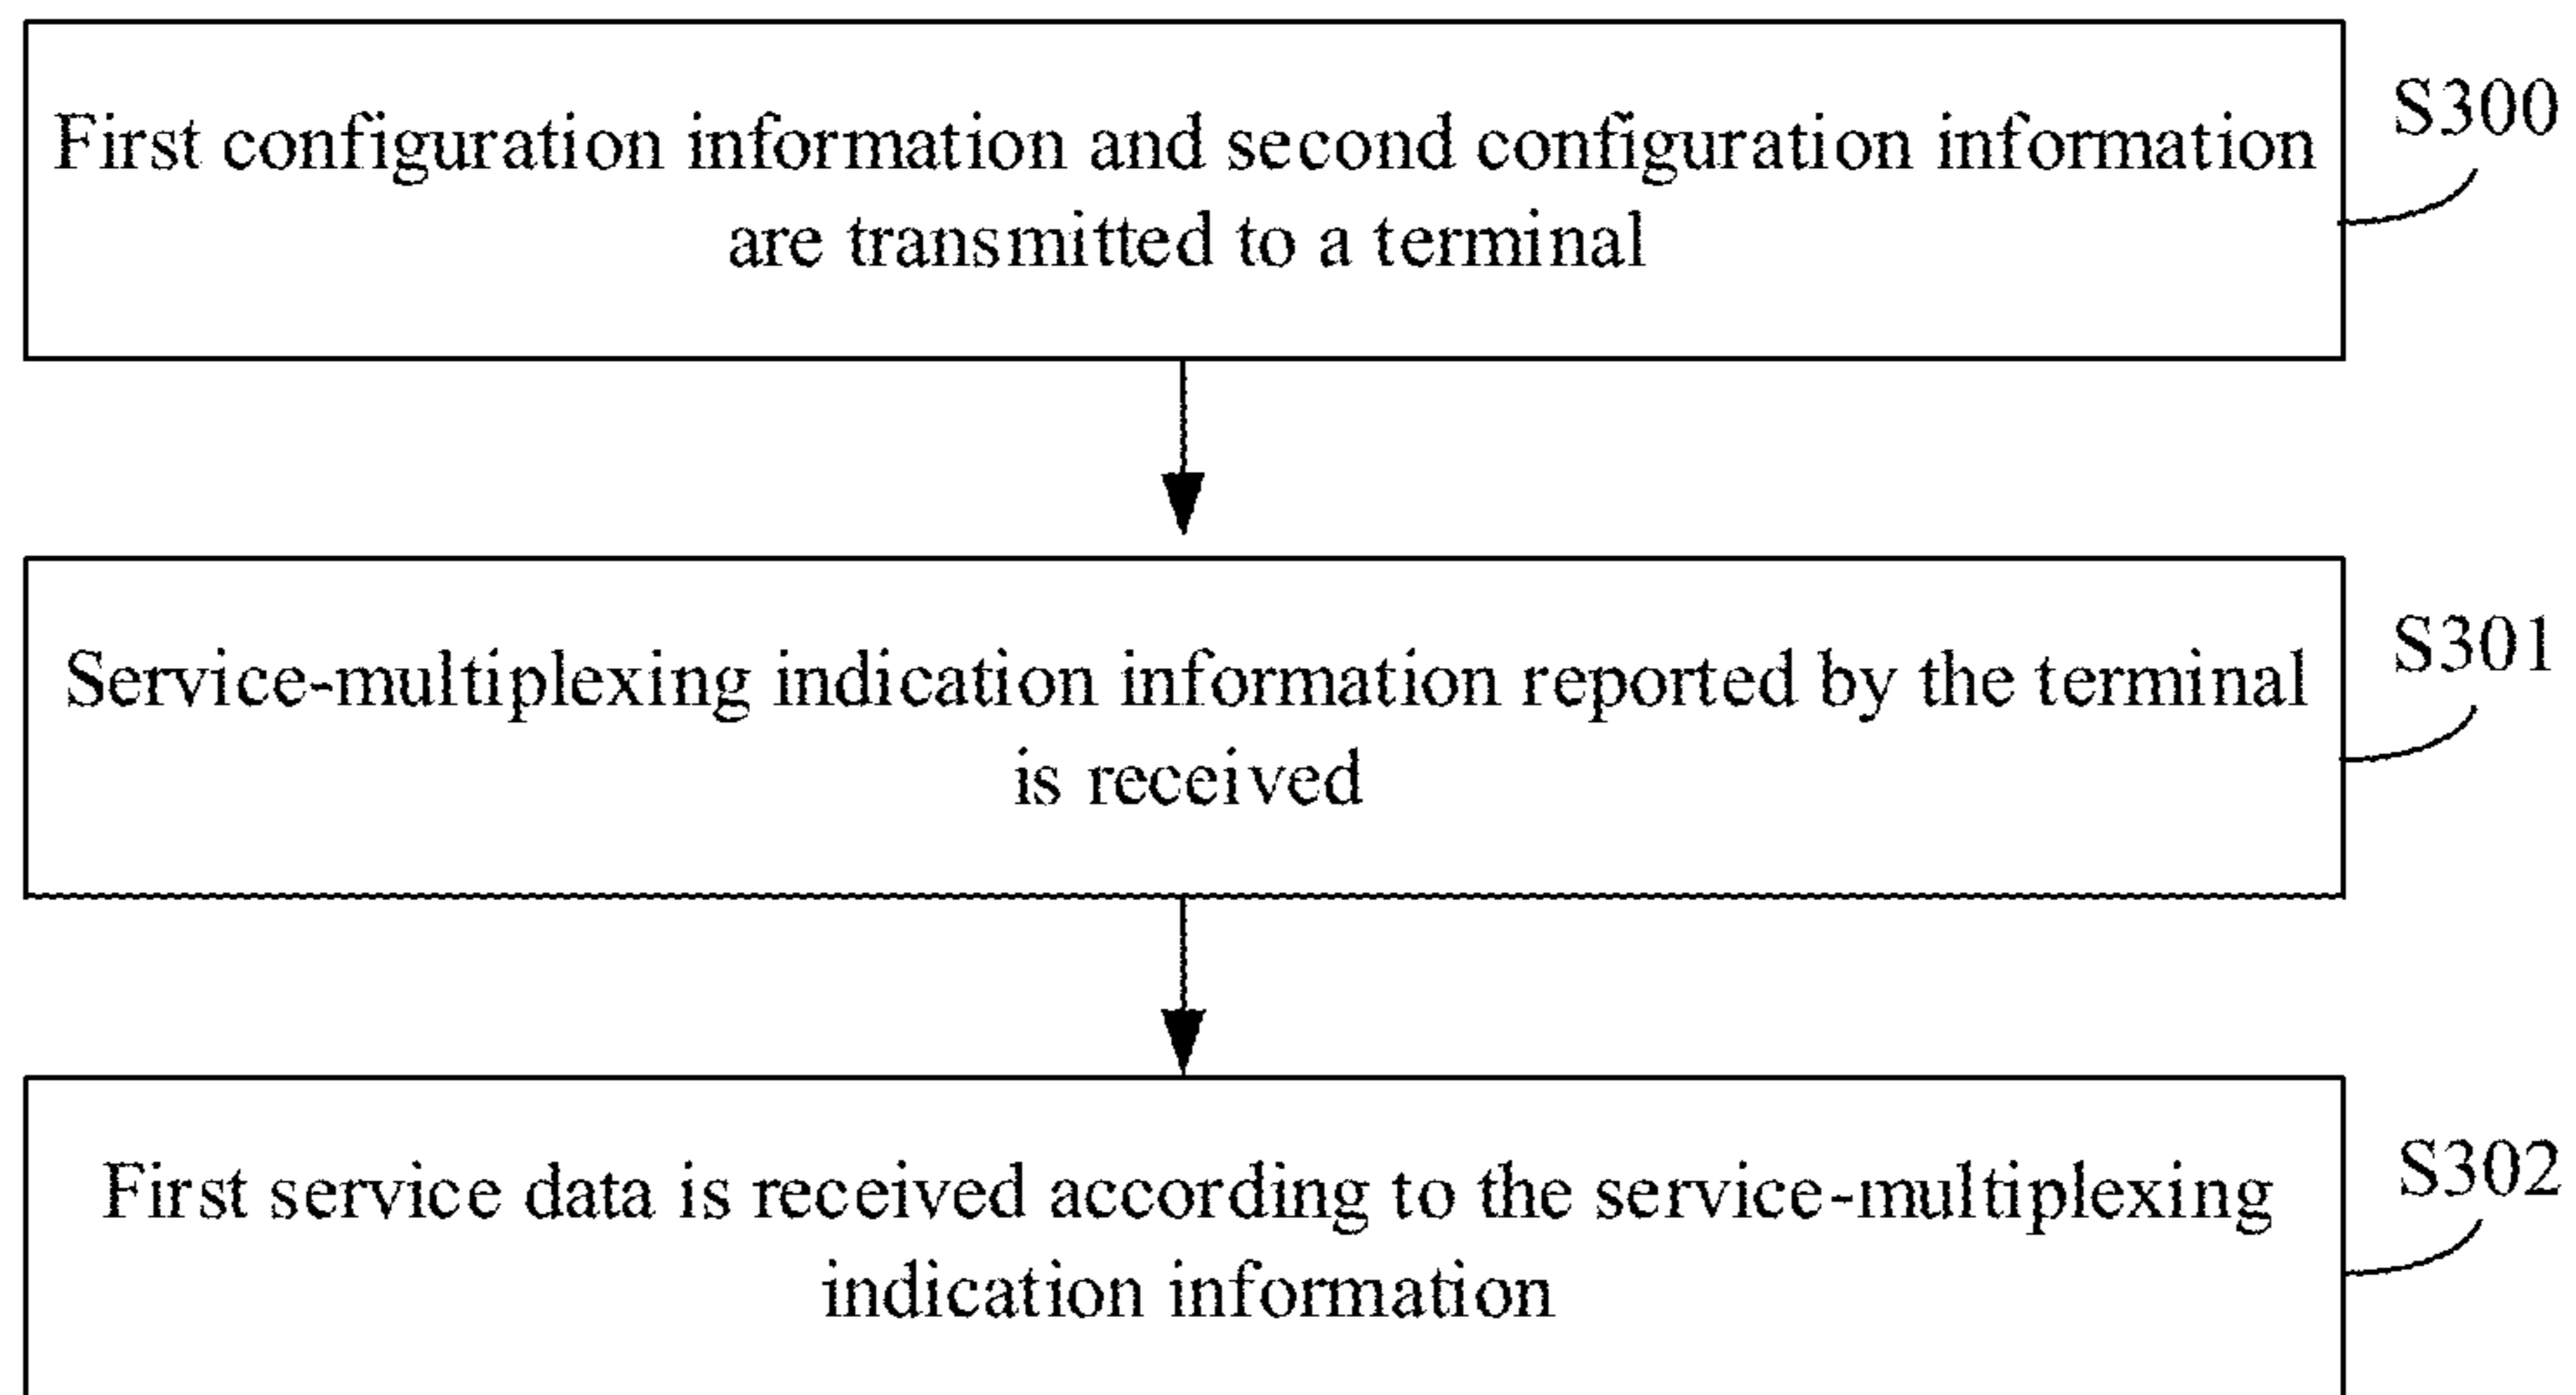 First configuration information and second configuration information
are transmitted to a terminal
S300
Service-multiplexing indication information reported by the terminal
is received
S301
First service data is received according to the service-multiplexing
indication information
S302